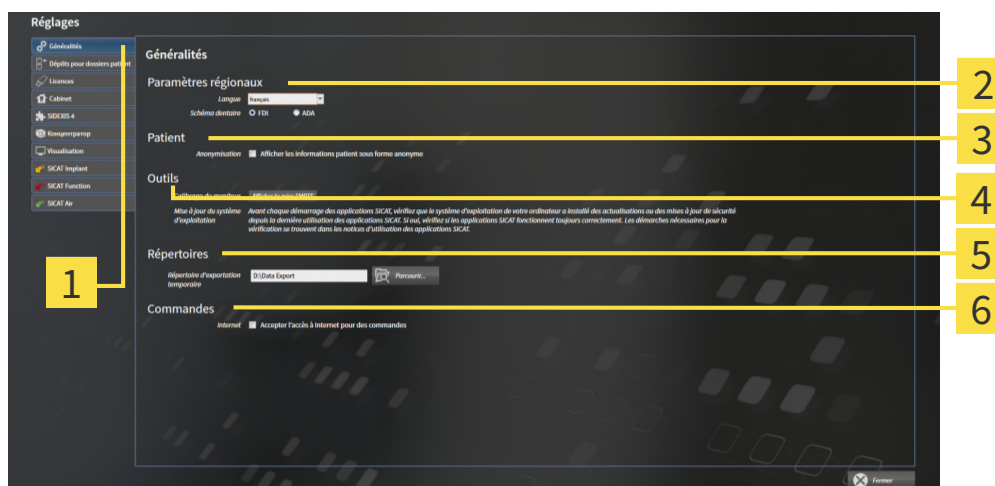 Réglages
Généralités
Dépôts pour dossiers patient
Licences
Cabinet
SIDEXIS 4
Концентратор
Visualisation
SICAT Implant
SICAT Function
SICAT Air
Généralités
Paramètres régionaux
Langue français
Schéma dentaire FDI ADA
Patient
Anonymisation Afficher les informations patient sous forme anonyme
Outils
Mise à jour du système d'exploitation
Avant chaque démarrage des applications SICAT, vérifiez que le système d'exploitation de votre ordinateur a installé des actualisations ou des mises à jour de sécurité
depuis la dernière utilisation des applications SICAT. Si oui, vérifiez si les applications SICAT fonctionnent toujours correctement. Les démarches nécessaires pour la
vérification se trouvent dans les notices d'utilisation des applications SICAT.
Répertoires
Répertoire d'exportation temporaire
D:\Data Export Parcourir...
Commandes
Internet Accepter l'accès à Internet pour des commandes
Fermer
1
2
3
4
5
6